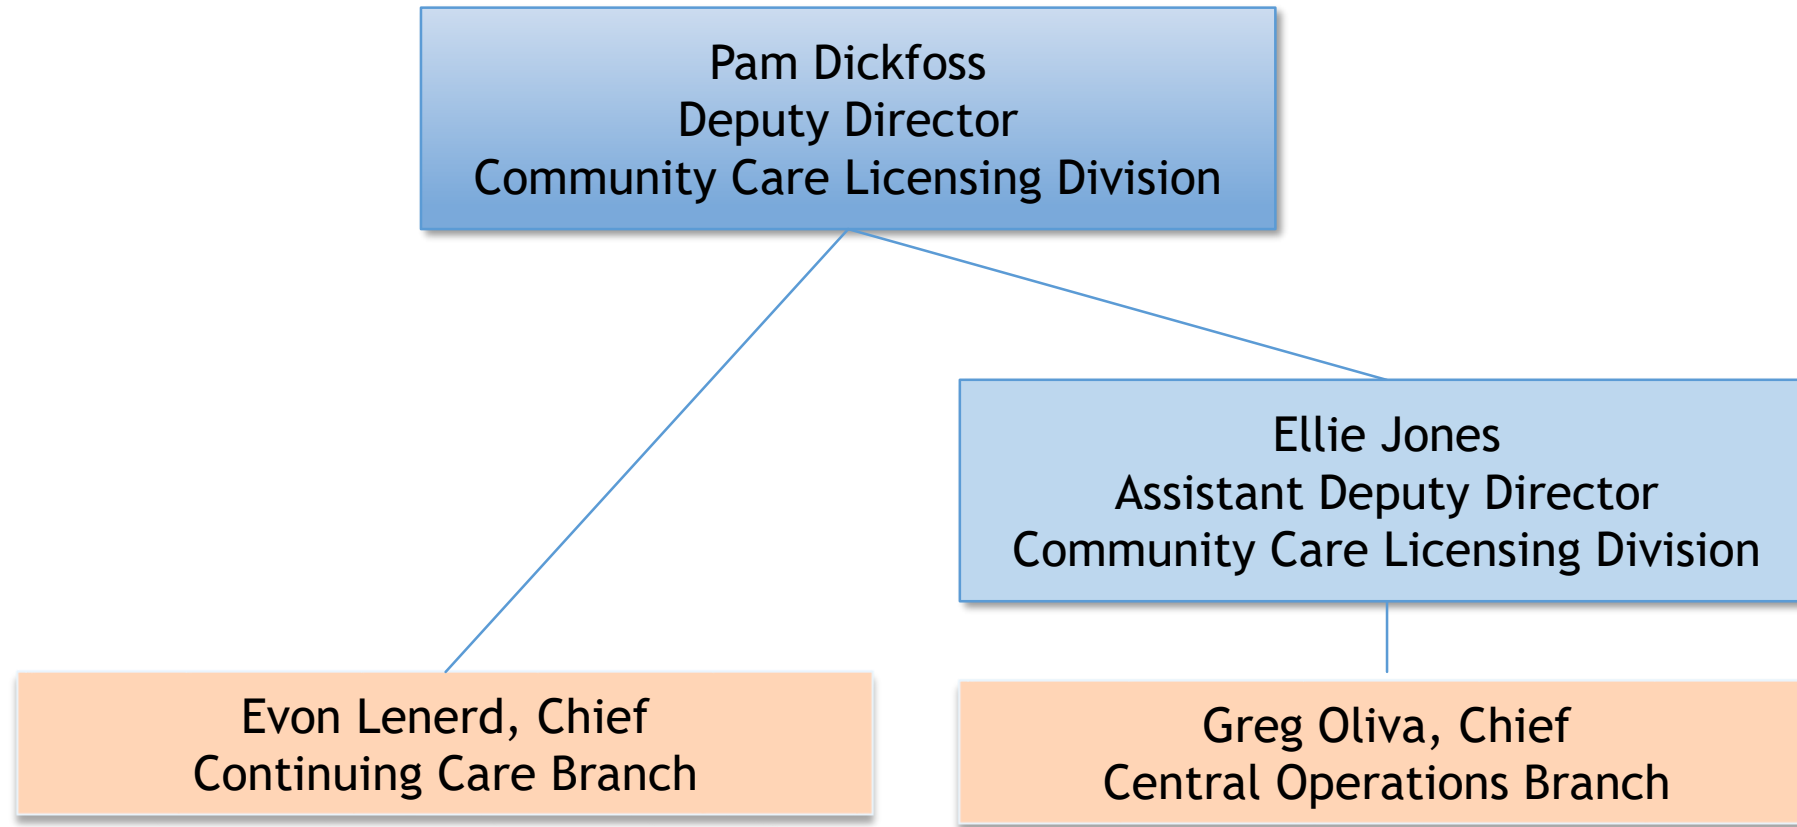 Pam Dickfoss
Deputy Director
Community Care Licensing Division
Ellie Jones
Assistant Deputy Director
Community Care Licensing Division
Evon Lenerd, Chief
Continuing Care Branch
Greg Oliva, Chief
Central Operations Branch